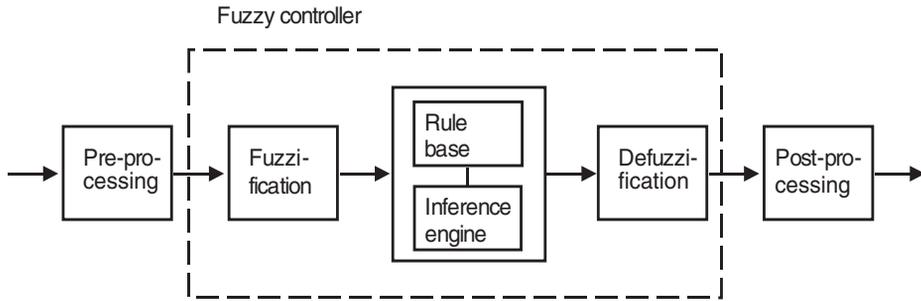 Fuzzy controller
Pre-pro-
cessing
Fuzzi-
fication
Rule
base
Inference
engine
Defuzzi-
fication
Post-pro-
cessing